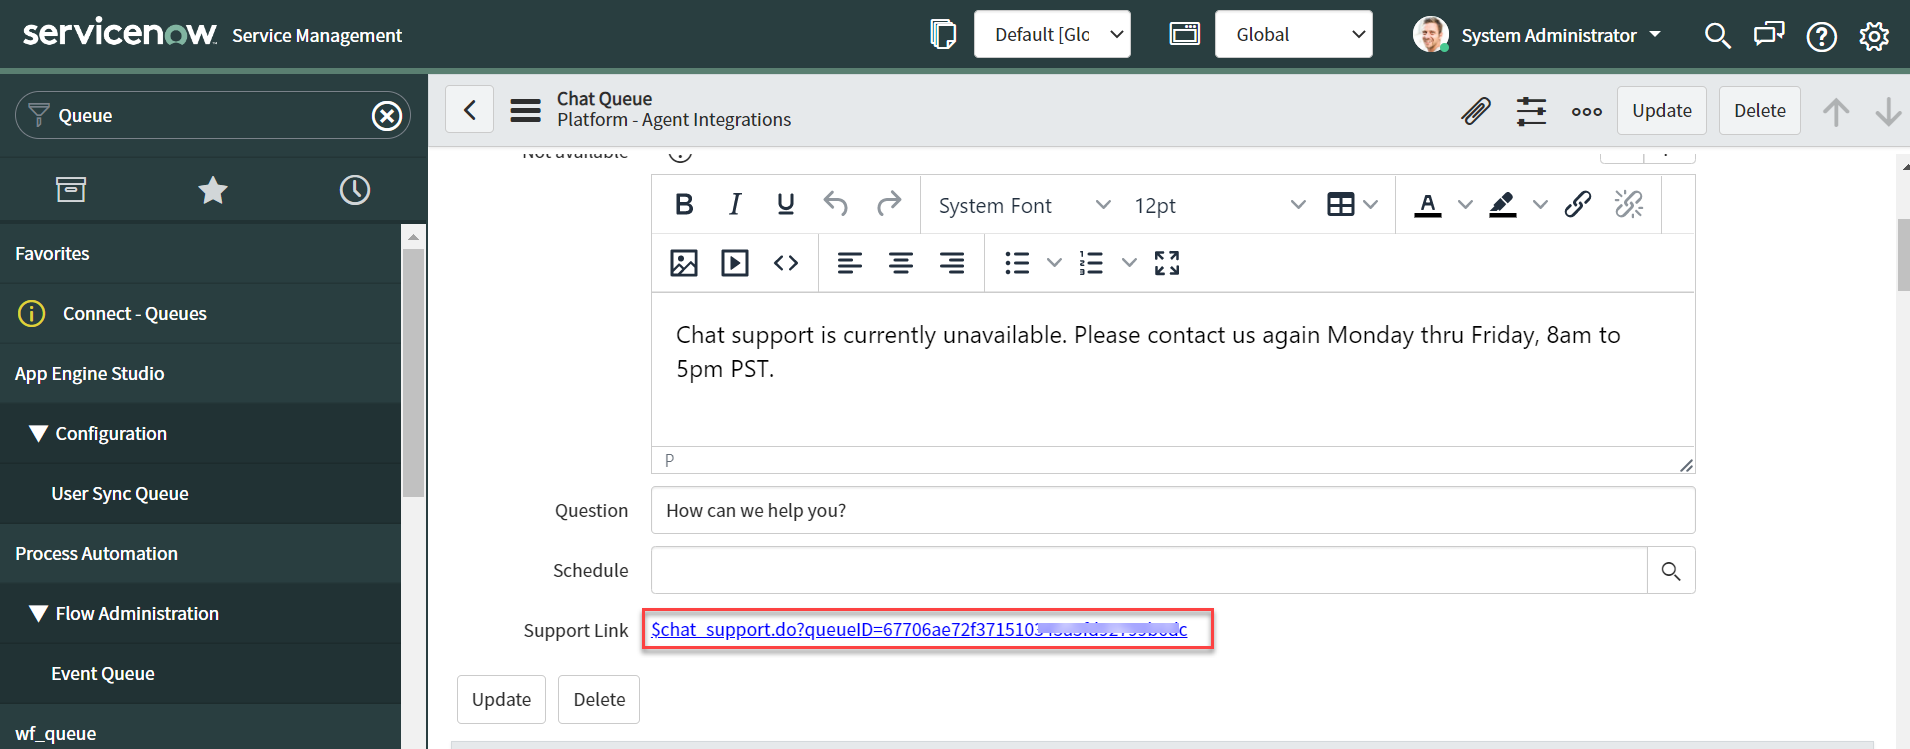 servicenow Service Management
Default [Glo
Global
System Administrator
Queue
Chat Queue
Platform - Agent Integrations
Update
Delete
Favorites
Connect - Queues
App Engine Studio
Configuration
User Sync Queue
Process Automation
Flow Administration
Event Queue
wf_queue
Not available
B I U System Font 12pt A
Chat support is currently unavailable. Please contact us again Monday thru Friday, 8am to
5pm PST.
P
Question How can we help you?
Schedule
Support Link $chat_support.do?queueID=67706ae72f371510
Update Delete